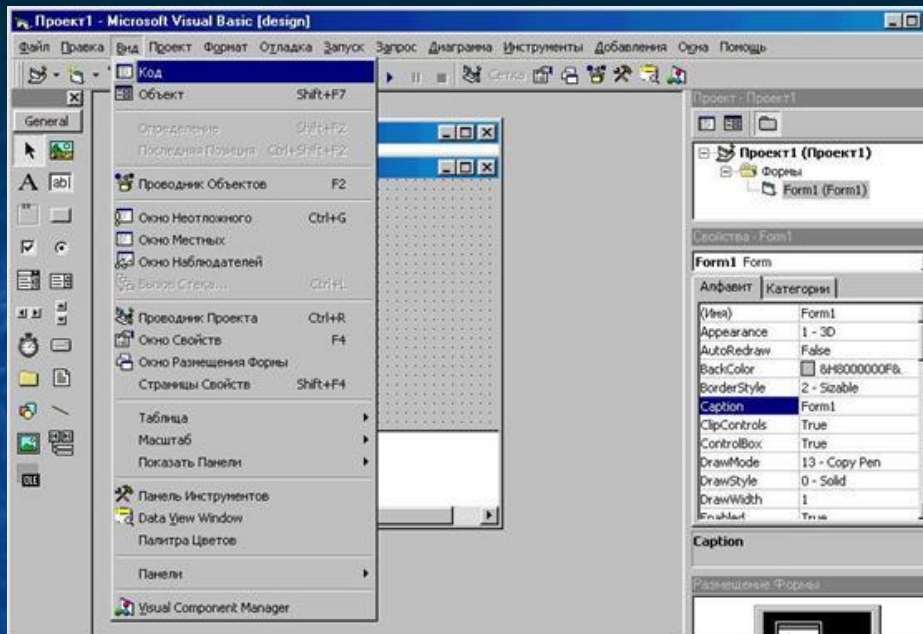 Проект1 - Microsoft Visual Basic [design]
Файл Правка Вид Проект Формат Отладка Запуск Запрос Диаграмма Инструменты Добавления Окна Помощь
Сетка
General
A ab|
OLE
Код
Объект Shift+F7
Определение Shift+F2
Последняя Позиция Ctrl+Shift+F2
Проводник Объектов F2
Окно Неотложного Ctrl+G
Окно Местных
Окно Наблюдателей
Вызов Стека... Ctrl+L
Проводник Проекта Ctrl+R
Окно Свойств F4
Окно Размещения Формы
Страницы Свойств Shift+F4
Таблица
Масштаб
Показать Панели
Панель Инструментов
Data View Window
Палитра Цветов
Панели
Visual Component Manager
Проект - Проект1
Проект1 (Проект1)
Формы
Form1 (Form1)
Свойства - Form1
Form1 Form
Алфавит Категории
(Имя) Form1
Appearance 1 - 3D
AutoRedraw False
BackColor &H8000000F&
BorderStyle 2 - Sizable
Caption Form1
ClipControls True
ControlBox True
DrawMode 13 - Copy Pen
DrawStyle 0 - Solid
DrawWidth 1
Enabled True
Caption
Размещение Формы